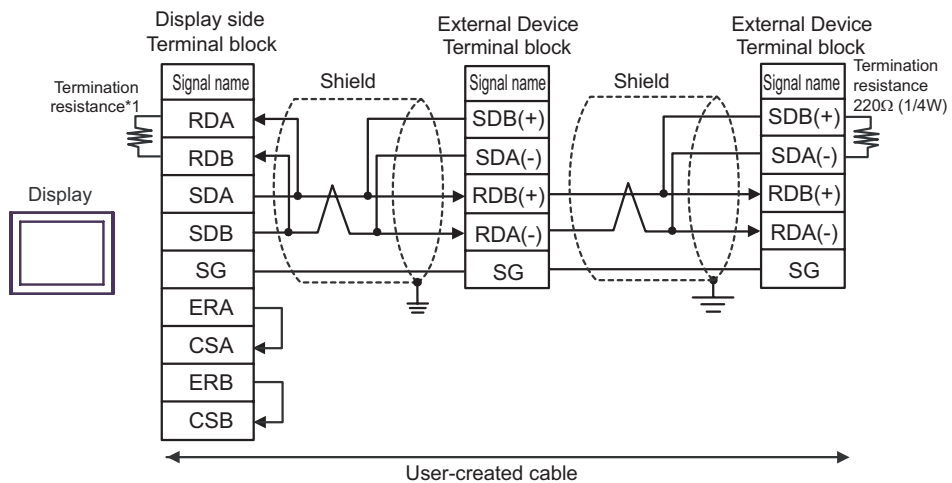 Display side
Terminal block
External Device
Terminal block
External Device
Terminal block
Signal name
RDA
RDB
SDA
SDB
SG
ERA
CSA
ERB
CSB
Termination
resistance*1
Display
Shield
Signal name
SDB(+)
SDA(-)
RDB(+)
RDA(-)
SG
Shield
Signal name
SDB(+)
SDA(-)
RDB(+)
RDA(-)
SG
Termination
resistance
220Ω (1/4W)
User-created cable